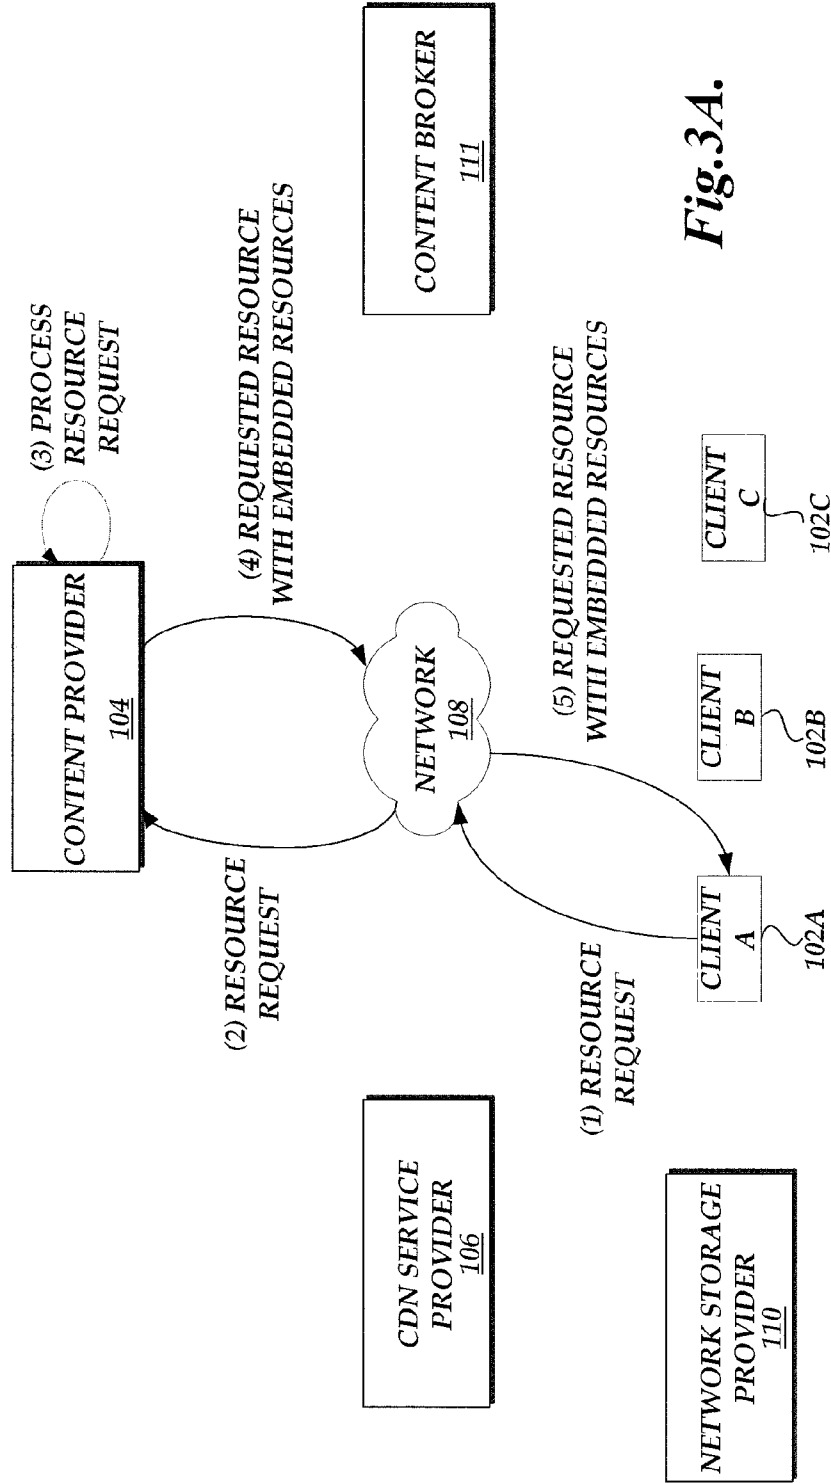 (3) PROCESS
RESOURCE
REQUEST
CONTENT PROVIDER
104
(2) RESOURCE
REQUEST
(4) REQUESTED RESOURCE
WITH EMBEDDED RESOURCES
CDN SERVICE
PROVIDER
106
NETWORK
108
CONTENT BROKER
111
(1) RESOURCE
REQUEST
(5) REQUESTED RESOURCE
WITH EMBEDDED RESOURCES
NETWORK STORAGE
PROVIDER
110
CLIENT
A
102A
CLIENT
B
102B
CLIENT
C
102C
Fig.3A.